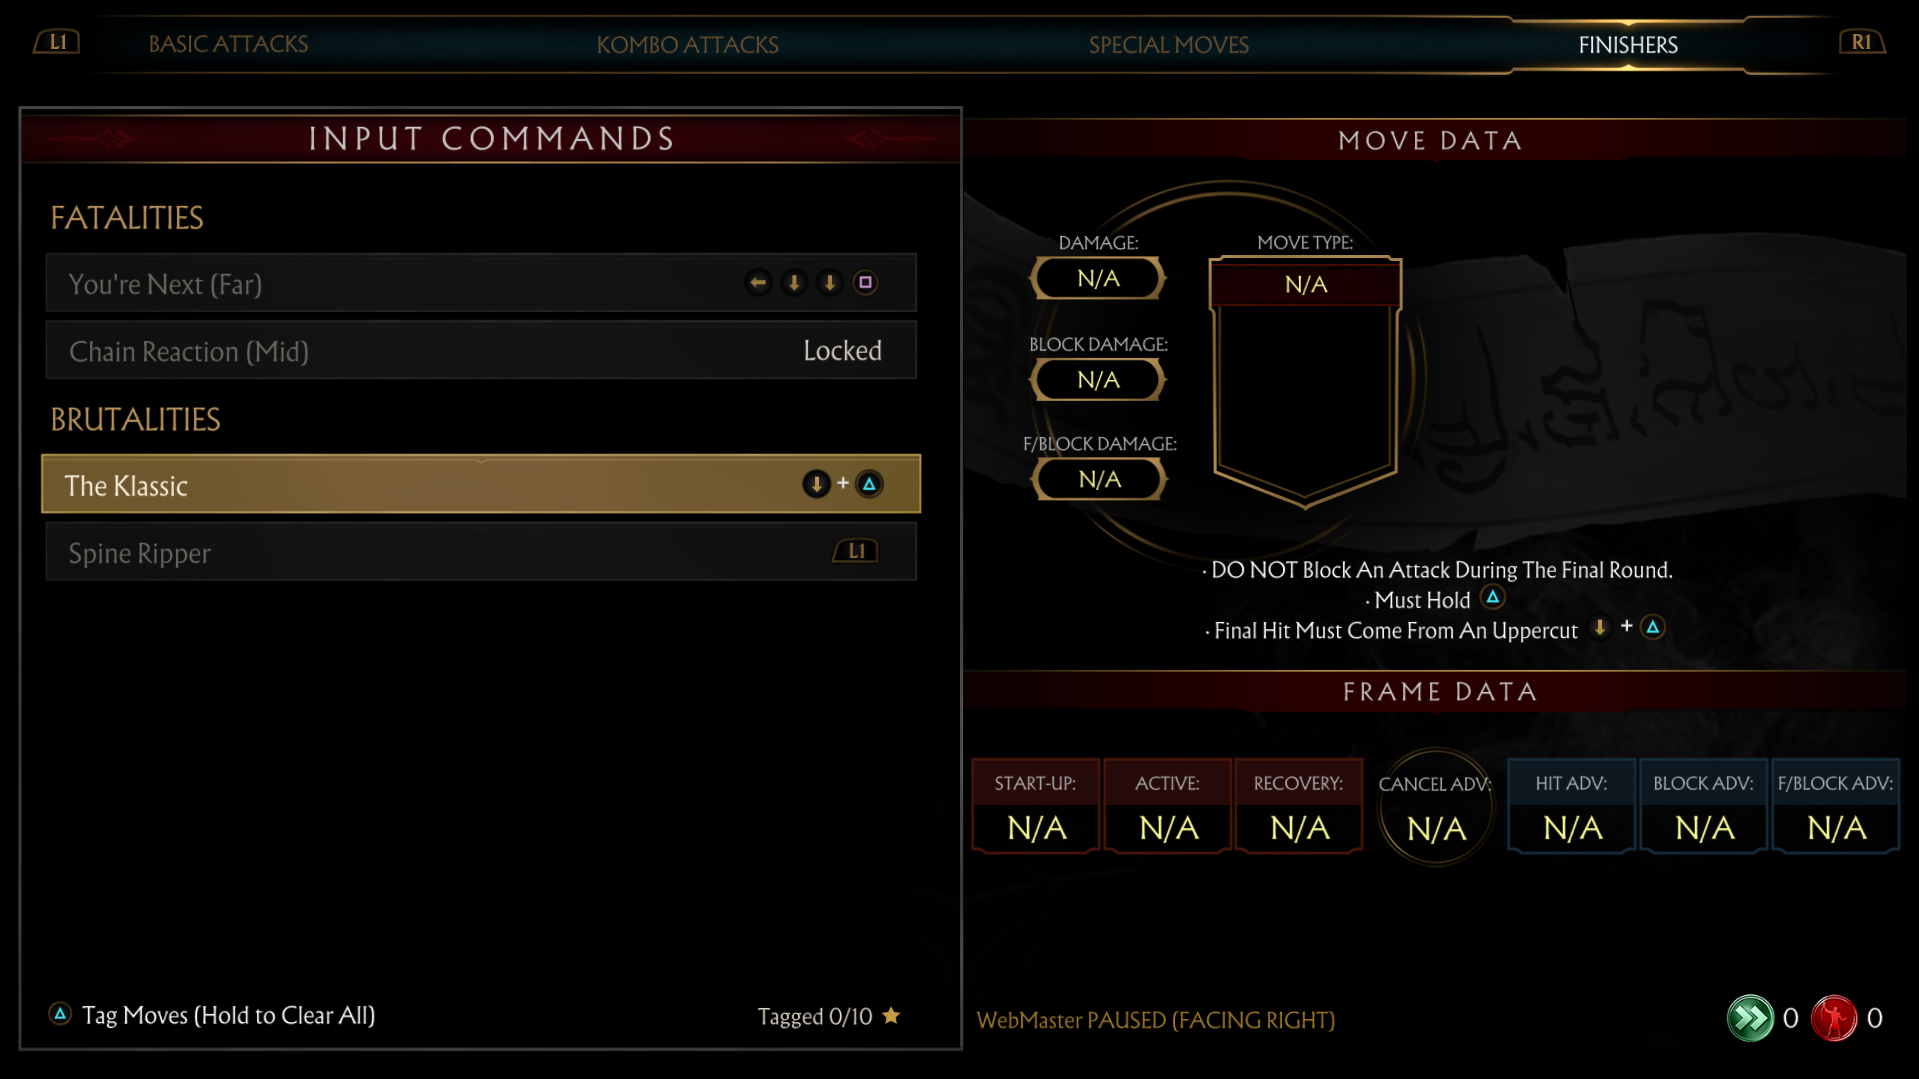 L1 BASIC ATTACKS KOMBO ATTACKS SPECIAL MOVES FINISHERS R1
INPUT COMMANDS
FATALITIES
You're Next (Far)
Chain Reaction (Mid) Locked
BRUTALITIES
The Klassic +
Spine Ripper L1
Tag Moves (Hold to Clear All) Tagged 0/10
MOVE DATA
DAMAGE: MOVE TYPE:
N/A N/A
BLOCK DAMAGE:
N/A
F/BLOCK DAMAGE:
N/A
· DO NOT Block An Attack During The Final Round.
· Must Hold
· Final Hit Must Come From An Uppercut +
FRAME DATA
START-UP: ACTIVE: RECOVERY: CANCEL ADV: HIT ADV: BLOCK ADV: F/BLOCK ADV:
N/A N/A N/A N/A N/A N/A N/A
WebMaster PAUSED (FACING RIGHT) 0 0